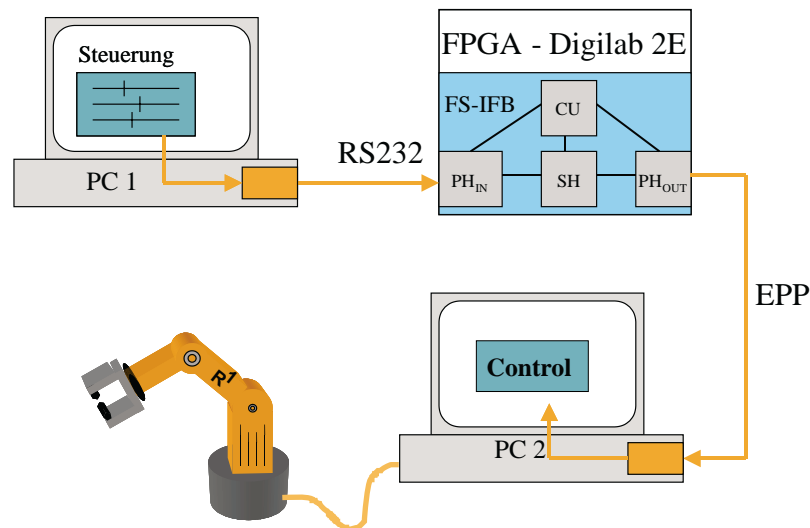 Steuerung
PC 1
RS232
FPGA - Digilab 2E
FS-IFB
CU
PH_IN
SH
PH_OUT
EPP
Control
PC 2
R1